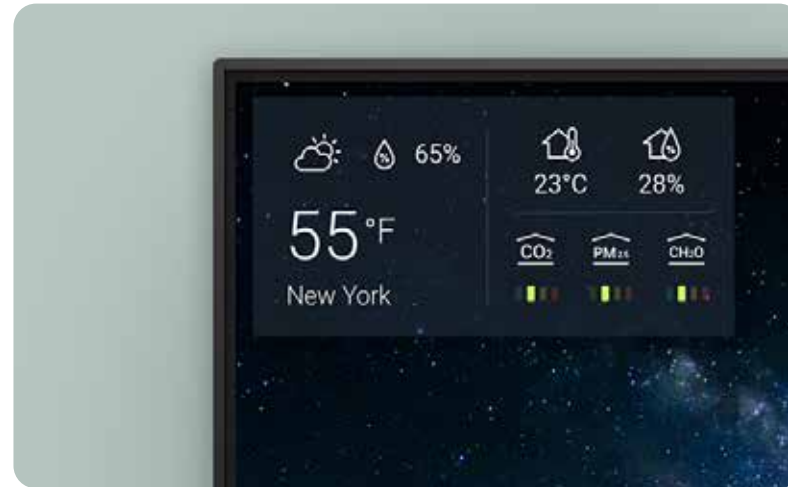 65%
55°F
New York
23°C
28%
CO₂
PM2.5
CH₂O